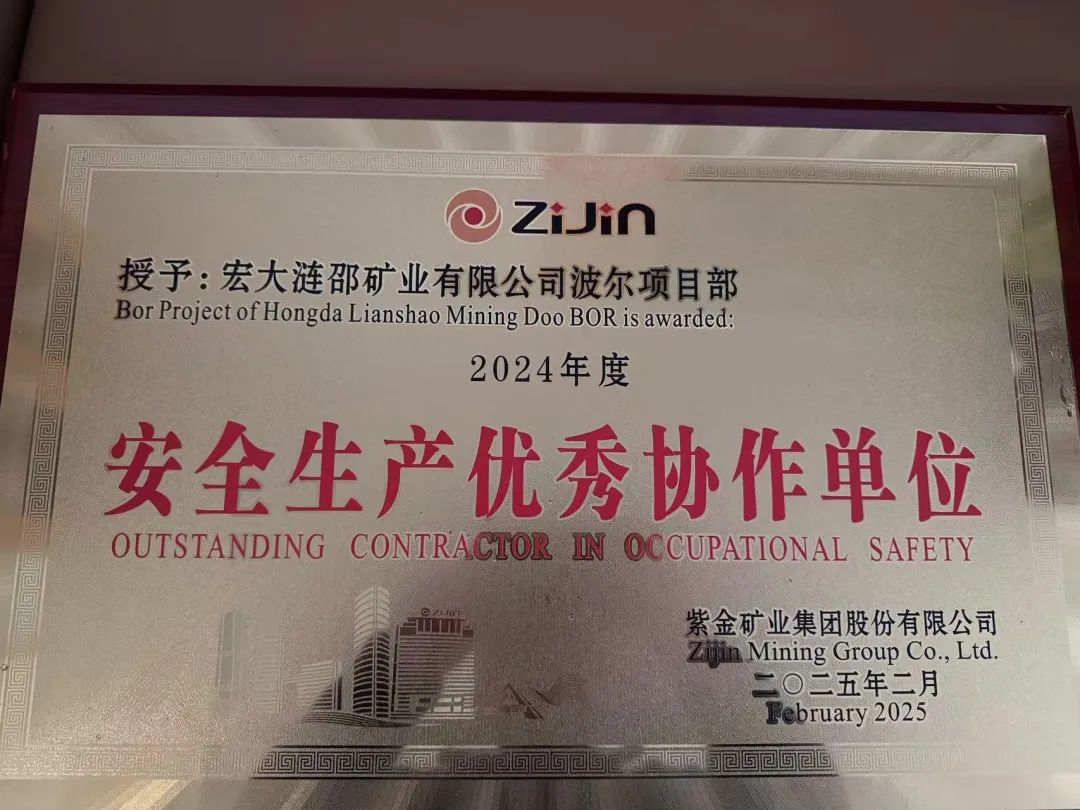 ZiJin
授予：宏大涟邵矿业有限公司波尔项目部
Bor Project of Hongda Lianshao Mining Doo BOR is awarded:
2024年度
安全生产优秀协作单位
OUTSTANDING CONTRACTOR IN OCCUPATIONAL SAFETY
ZiJin
紫金矿业集团股份有限公司
Zijin Mining Group Co., Ltd.
二〇二五年二月
February 2025